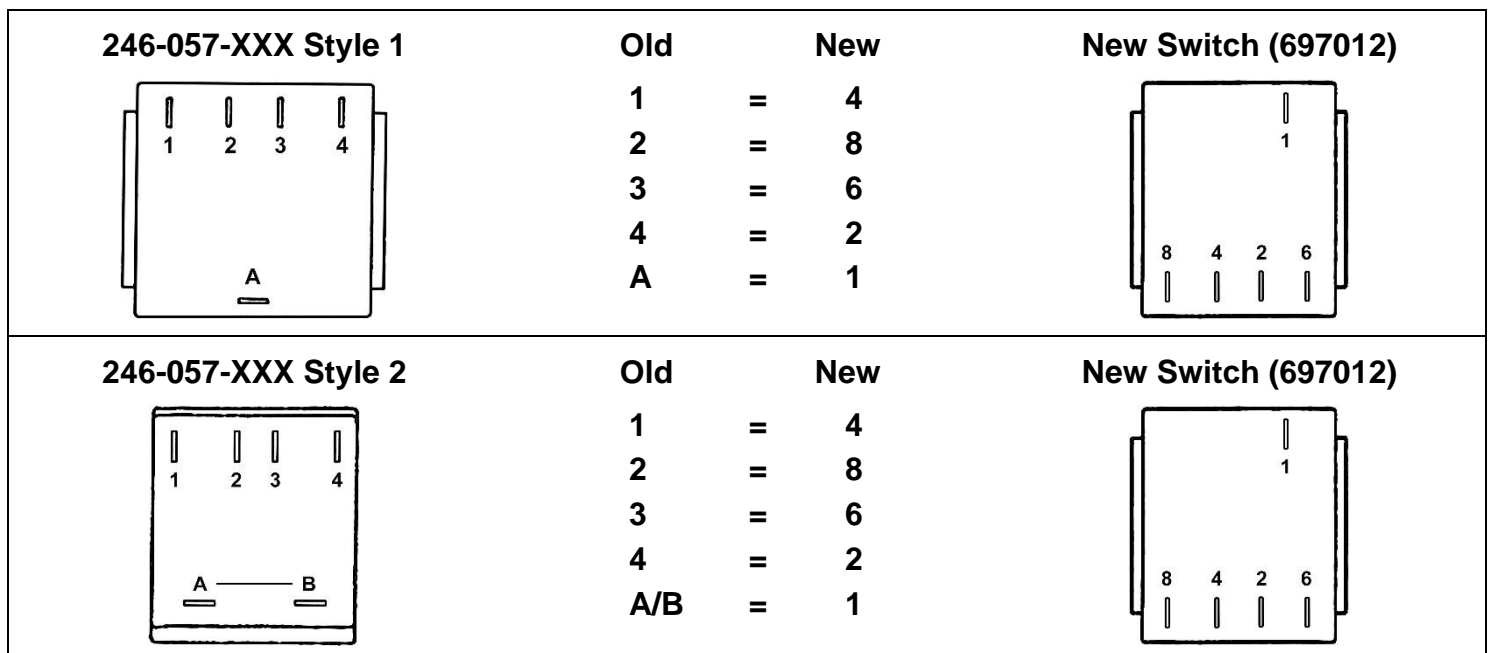 246-057-XXX Style 1 Old New New Switch (697012)
1 2 3 4
A
1 = 4
2 = 8
3 = 6
4 = 2
A = 1
1
8 4 2 6
246-057-XXX Style 2 Old New New Switch (697012)
1 2 3 4
A B
1 = 4
2 = 8
3 = 6
4 = 2
A/B = 1
1
8 4 2 6